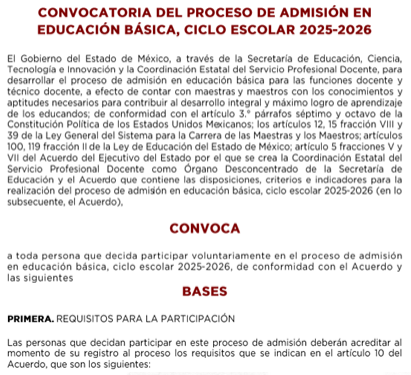 CONVOCATORIA DEL PROCESO DE ADMISIÓN EN
EDUCACIÓN BÁSICA, CICLO ESCOLAR 2025-2026
El Gobierno del Estado de México, a través de la Secretaría de Educación, Ciencia,
Tecnología e Innovación y la Coordinación Estatal del Servicio Profesional Docente, para
desarrollar el proceso de admisión en educación básica para las funciones docente y
técnico docente, a efecto de contar con maestras y maestros con los conocimientos y
aptitudes necesarios para contribuir al desarrollo integral y máximo logro de aprendizaje
de los educandos; de conformidad con el artículo 3.° párrafos séptimo y octavo de la
Constitución Política de los Estados Unidos Mexicanos; los artículos 12, 15 fracción VIII y
39 de la Ley General del Sistema para la Carrera de las Maestras y los Maestros; artículos
100, 119 fracción II de la Ley de Educación del Estado de México; artículo 5 fracciones V y
VII del Acuerdo del Ejecutivo del Estado por el que se crea la Coordinación Estatal del
Servicio Profesional Docente como Órgano Desconcentrado de la Secretaría de
Educación y el Acuerdo que contiene las disposiciones, criterios e indicadores para la
realización del proceso de admisión en educación básica, ciclo escolar 2025-2026 (en lo
subsecuente, el Acuerdo),
CONVOCA
a toda persona que decida participar voluntariamente en el proceso de admisión
en educación básica, ciclo escolar 2025-2026, de conformidad con el Acuerdo y
las siguientes
BASES
PRIMERA. REQUISITOS PARA LA PARTICIPACIÓN
Las personas que decidan participar en este proceso de admisión deberán acreditar al
momento de su registro al proceso los requisitos que se indican en el artículo 10 del
Acuerdo, que son los siguientes: